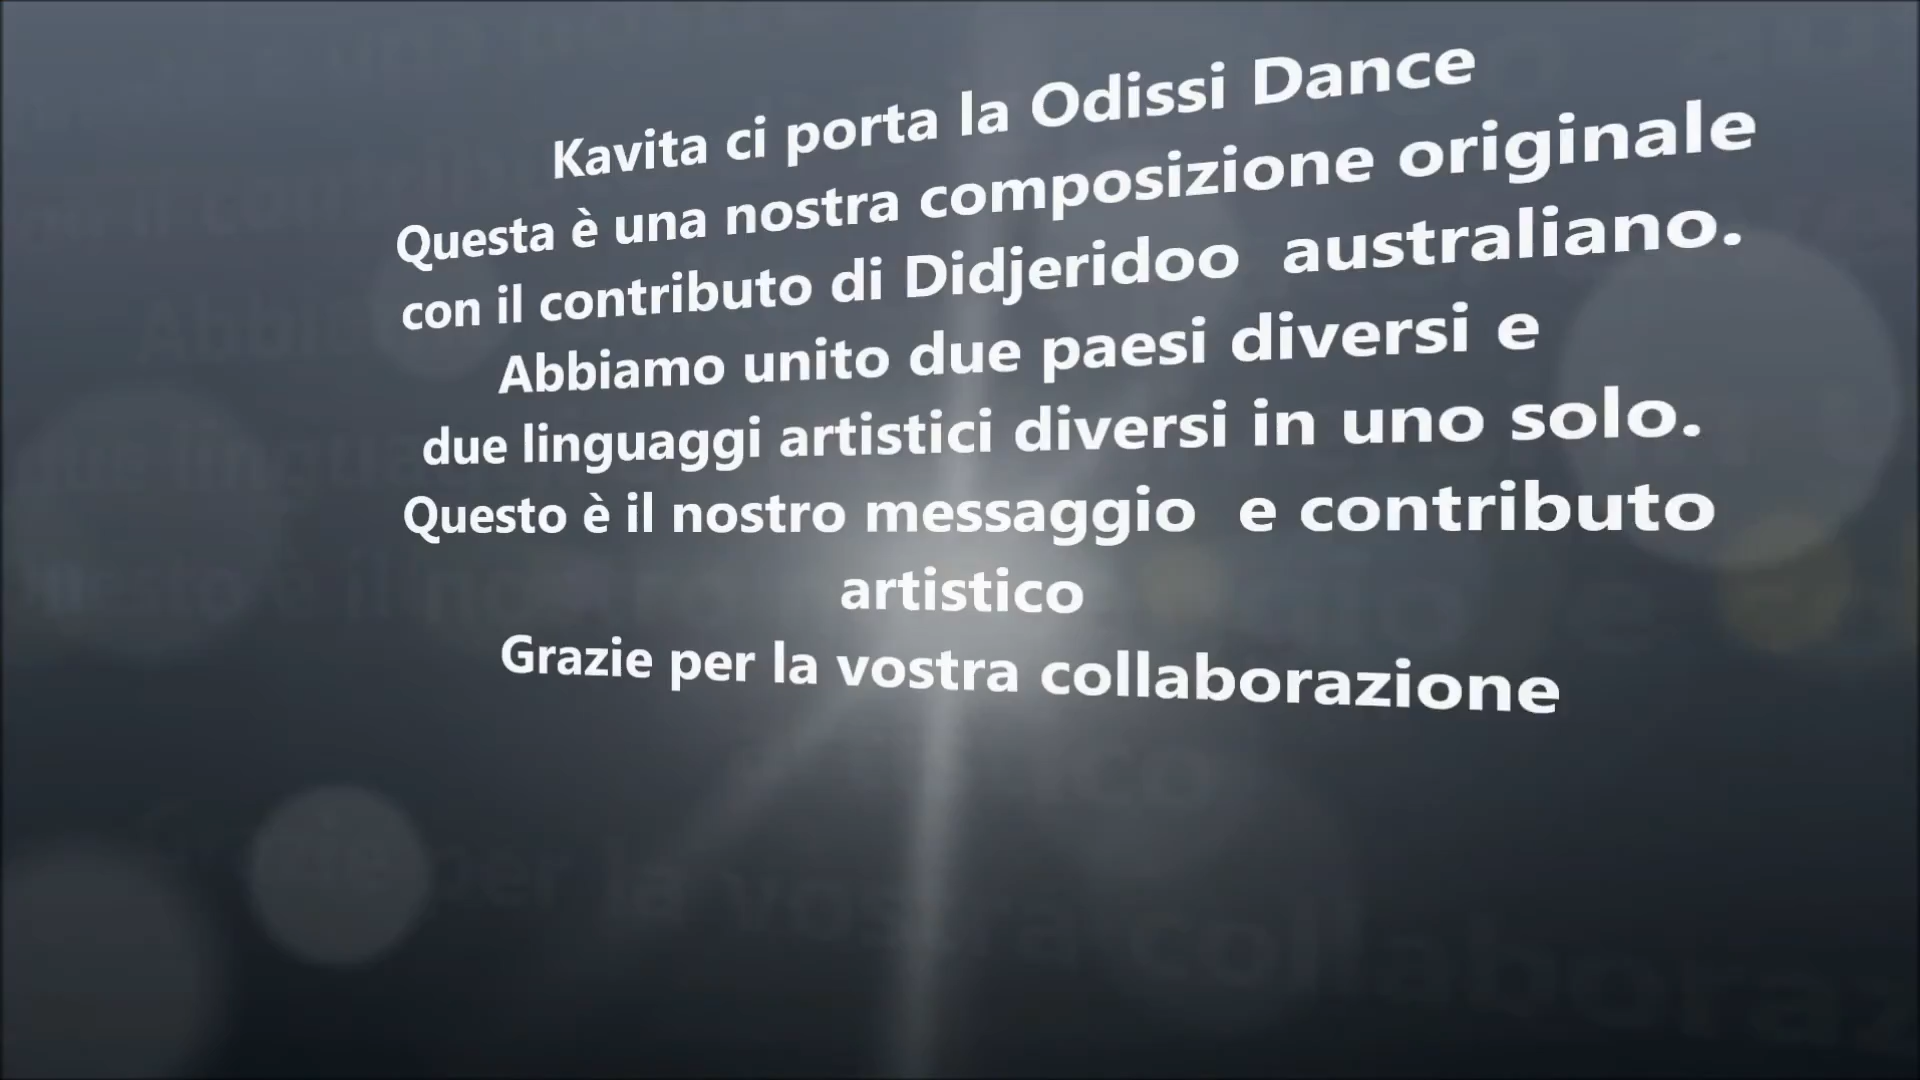 Kavita ci porta la Odissi Dance
Questa è una nostra composizione originale
con il contributo di Didjeridoo australiano.
Abbiamo unito due paesi diversi e
due linguaggi artistici diversi in uno solo.
Questo è il nostro messaggio e contributo
artistico
Grazie per la vostra collaborazione